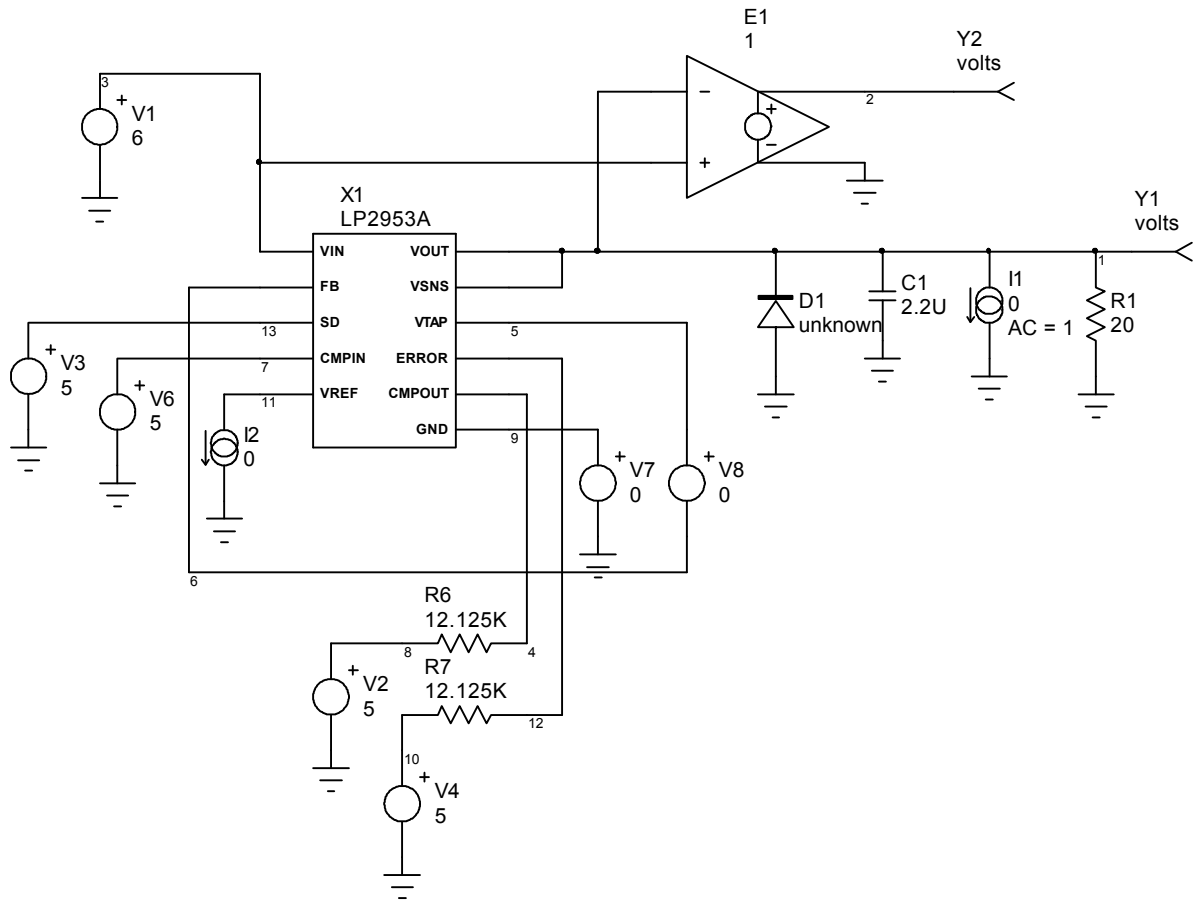 E1
1
Y2
volts
2
3
+
V1
6
−
+
+
−
X1
LP2953A
Y1
volts
VIN
VOUT
FB
VSNS
SD
VTAP
CMPIN
ERROR
VREF
CMPOUT
GND
1
D1
unknown
C1
2.2U
I1
0
AC = 1
R1
20
13
5
+
V3
5
7
+
V6
5
11
I2
0
9
+
V7
0
+
V8
0
6
R6
12.125K
8
4
+
V2
5
R7
12.125K
12
10
+
V4
5